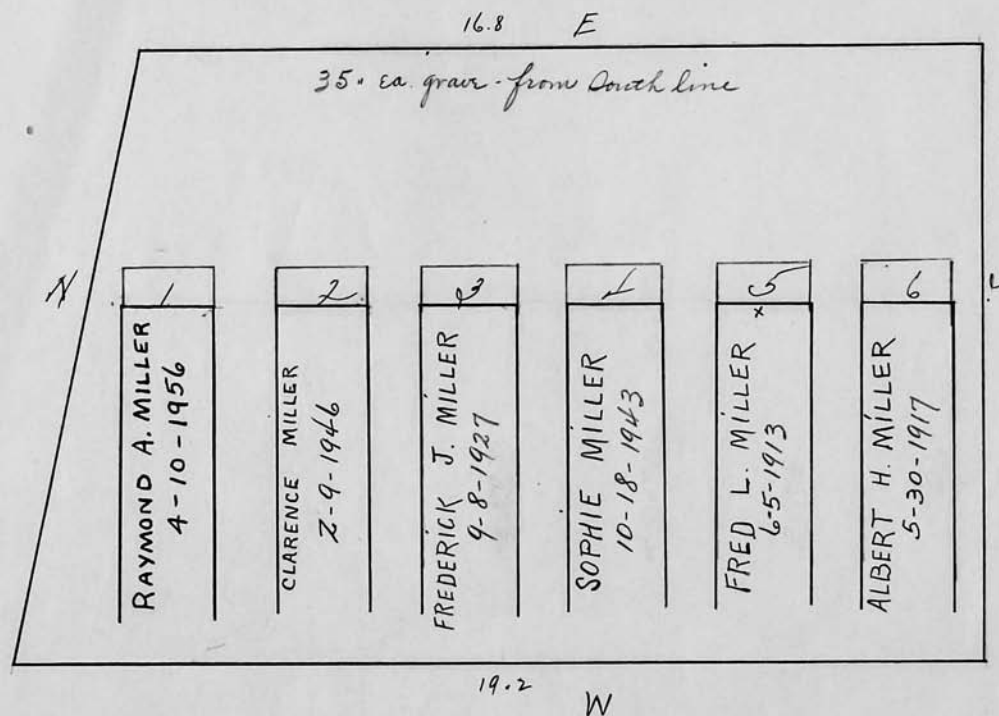 16.8 E
35" ea. grave - from South line
N
1
2
3
4
5
6
RAYMOND A. MILLER
4-10-1956
CLARENCE MILLER
2-9-1946
FREDERICK J. MILLER
9-8-1927
SOPHIE MILLER
10-18-1943
x
FRED L. MILLER
6-5-1913
ALBERT H. MILLER
5-30-1917
19.2
W